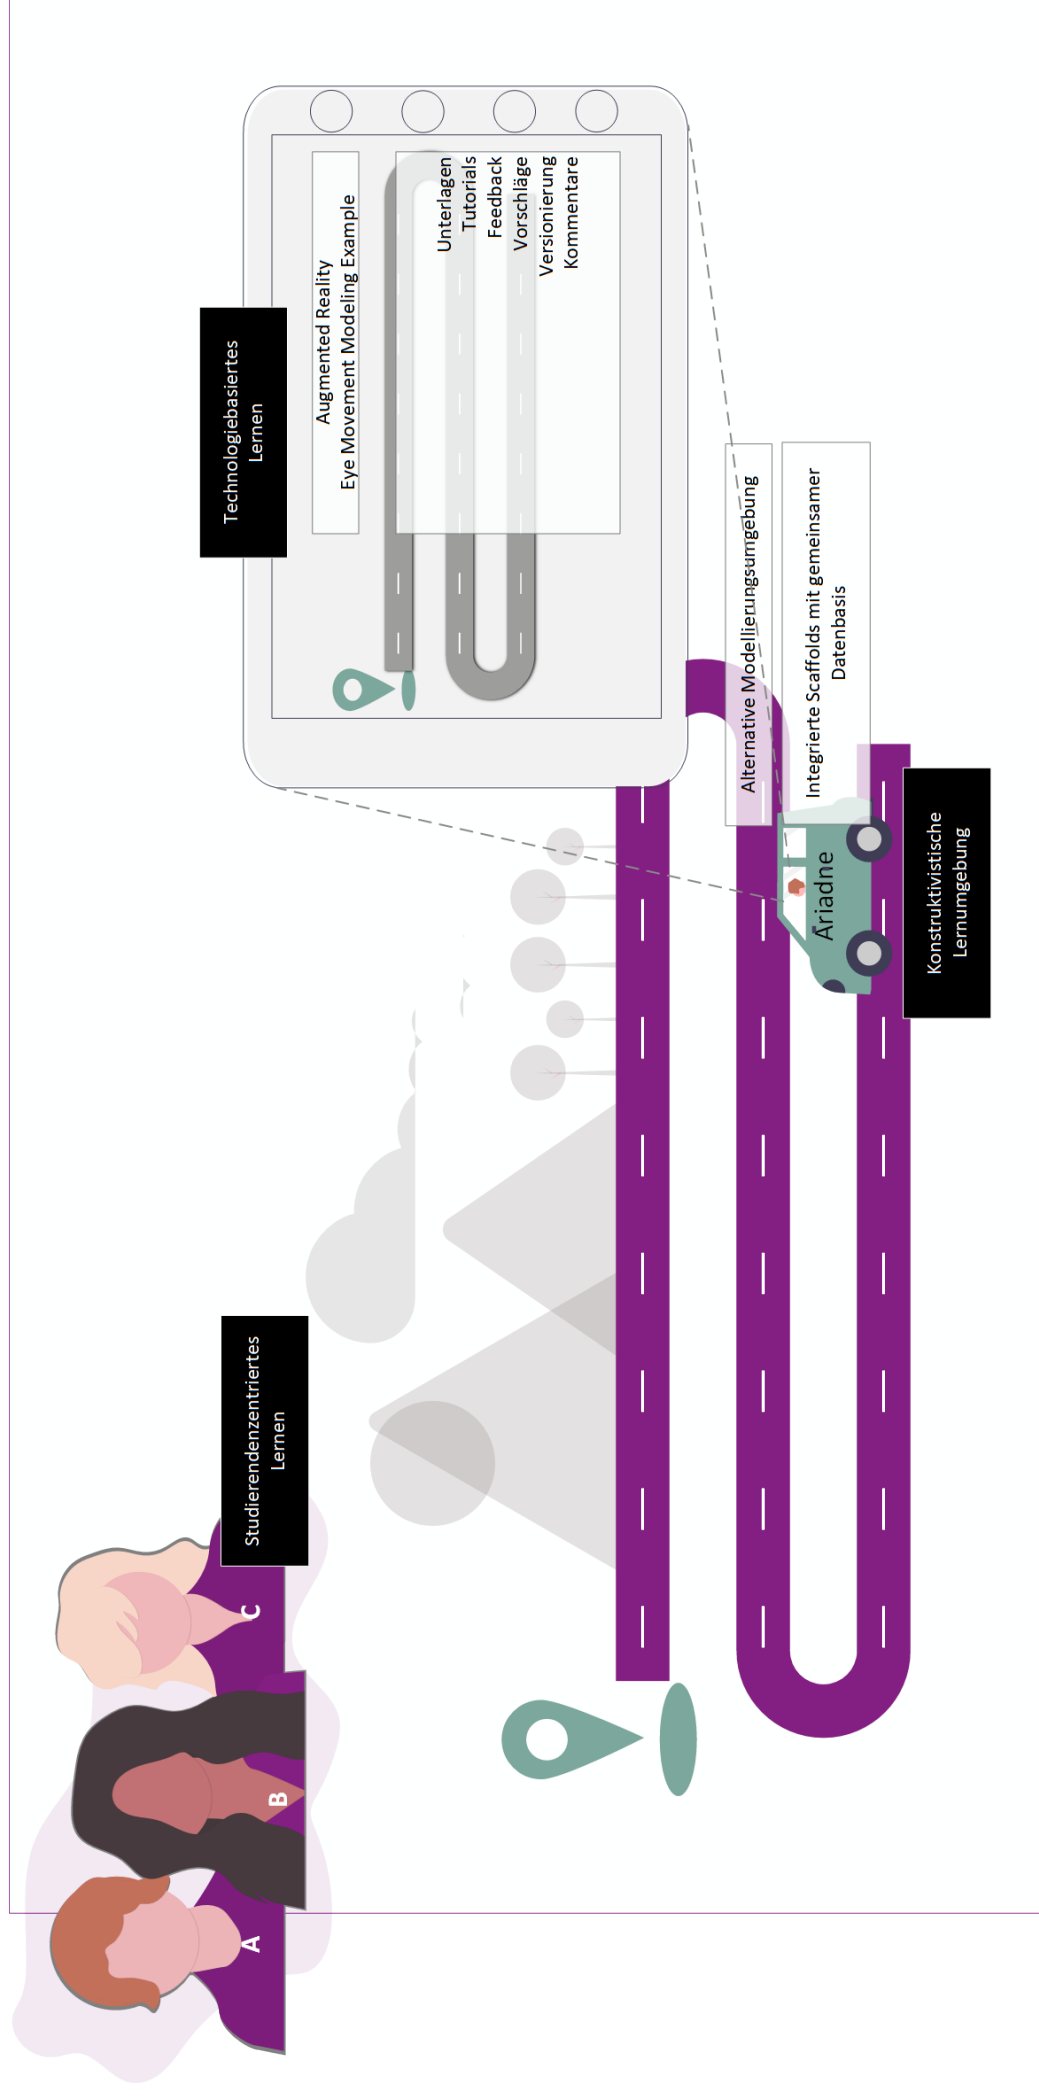 A
B
C
Studierendenzentriertes
Lernen
Technologiebasiertes
Lernen
Augmented Reality
Eye Movement Modeling Example
Unterlagen
Tutorials
Feedback
Vorschläge
Versionierung
Kommentare
Alternative Modellierungsumgebung
Integrierte Scaffolds mit gemeinsamer
Datenbasis
Ariadne
Konstruktivistische
Lernumgebung